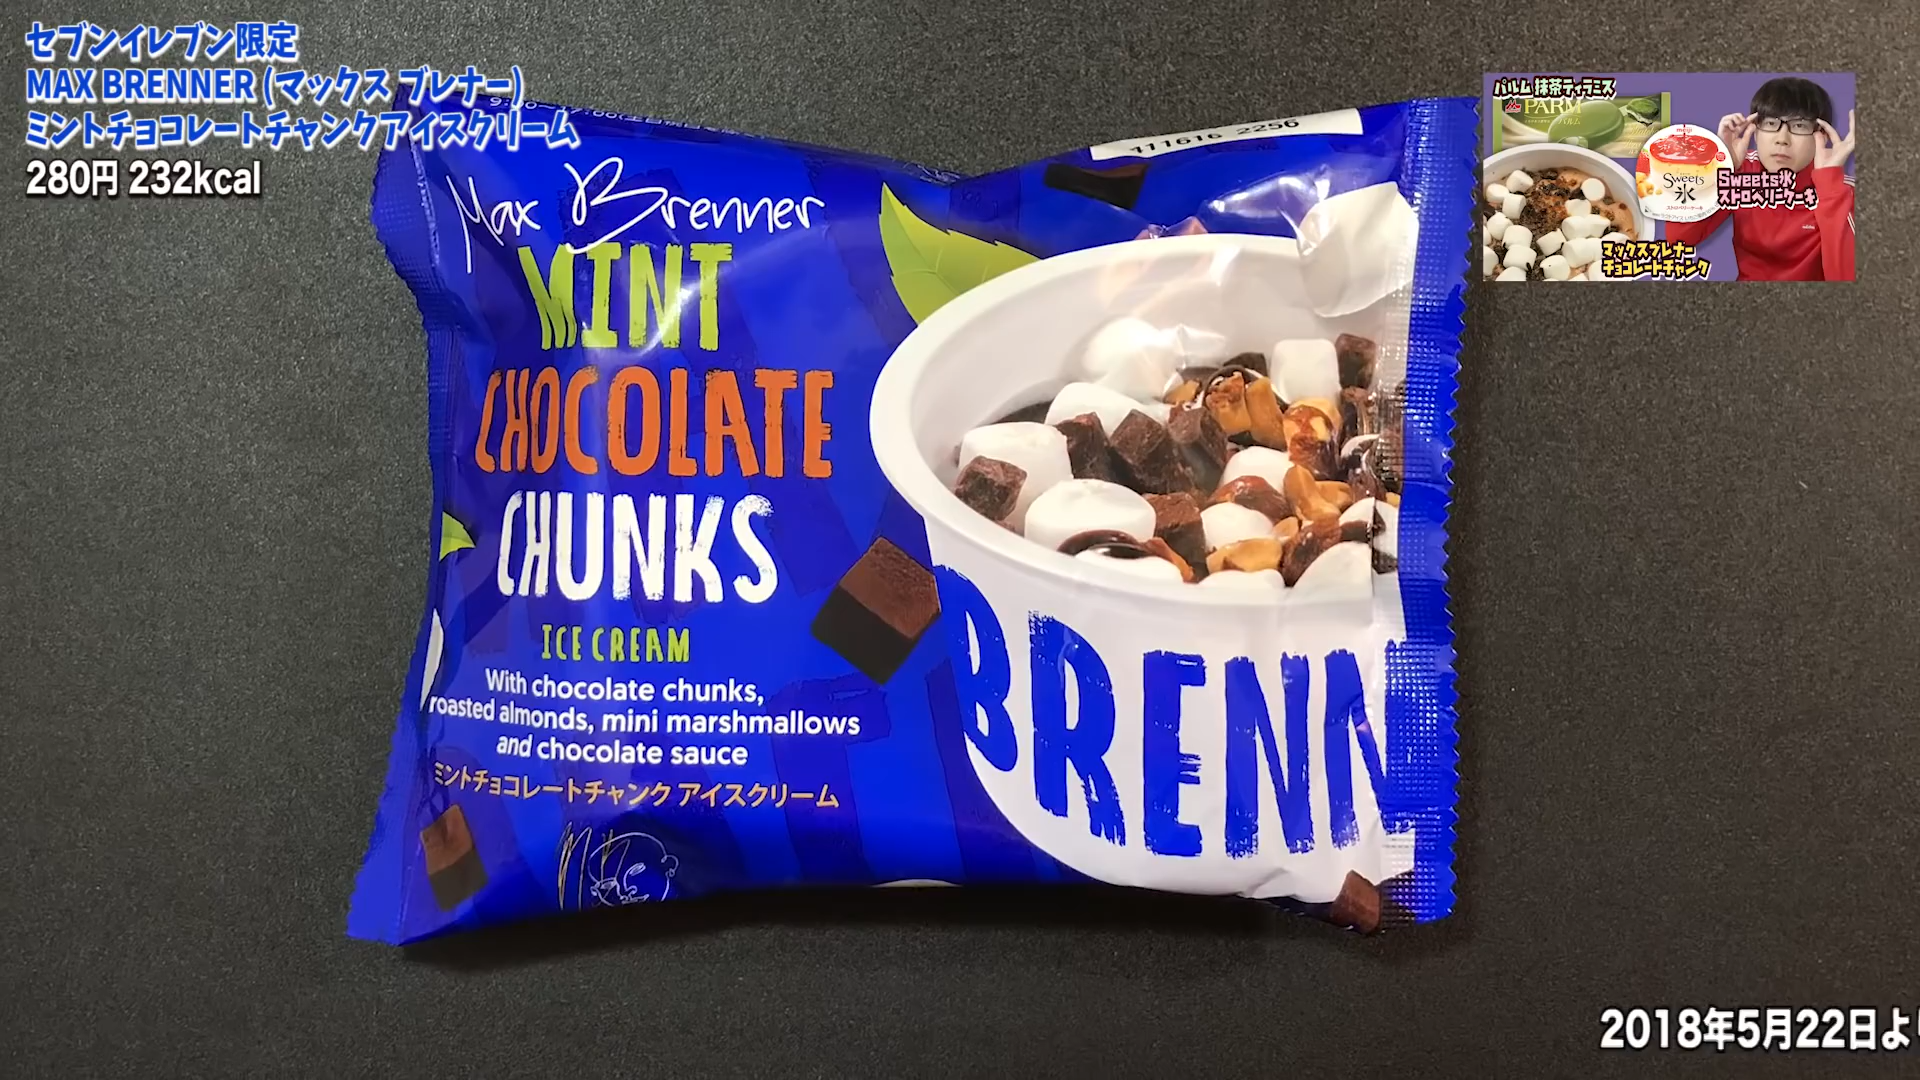 セブンイレブン限定
MAX BRENNER (マックス ブレナー)
ミントチョコレートチャンクアイスクリーム
280円 232kcal
111616 2256
Max Brenner
MINT
CHOCOLATE
CHUNKS
ICE CREAM
With chocolate chunks,
roasted almonds, mini marshmallows
and chocolate sauce
ミントチョコレートチャンク アイスクリーム
BRENN
パルム 抹茶ティラミス
PARM
meiji
Sweets
氷
Sweets氷
ストロベリーケーキ
マックスブレナー
チョコレートチャンク
2018年5月22日よ